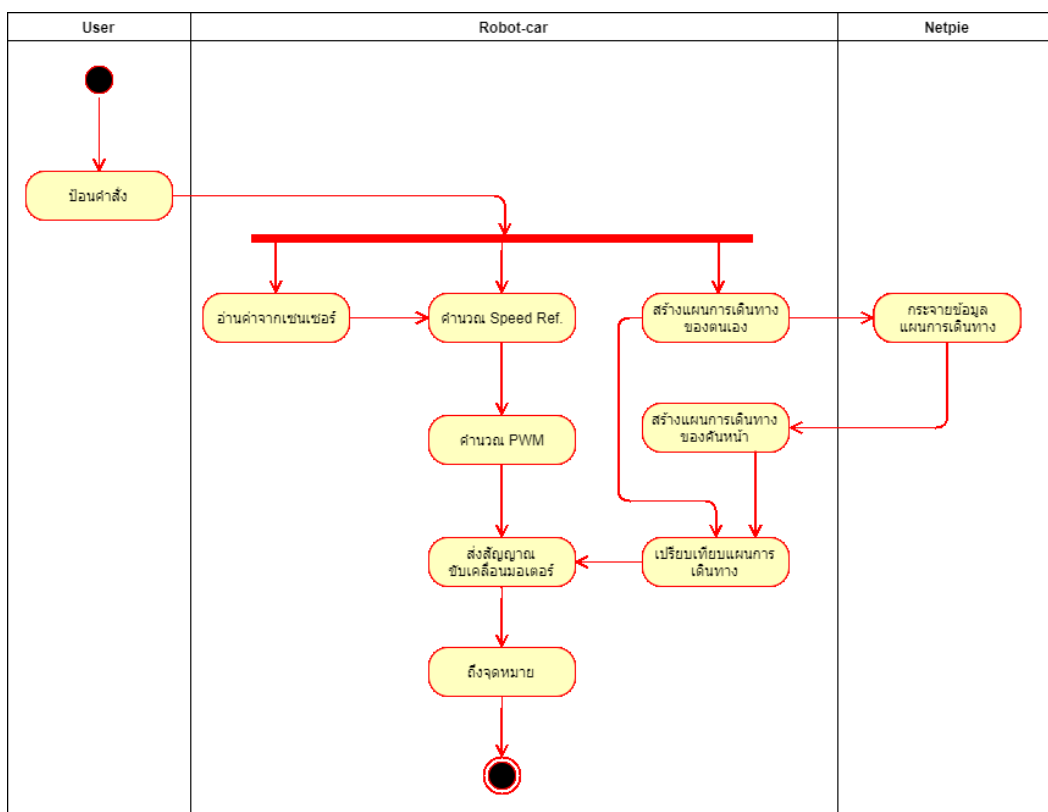 User
Robot-car
Netpie
ป้อนคำสั่ง
อ่านค่าจากเซนเซอร์
คำนวณ Speed Ref.
สร้างแผนการเดินทาง
ของตนเอง
กระจายข้อมูล
แผนการเดินทาง
คำนวณ PWM
สร้างแผนการเดินทาง
ของคันหน้า
ส่งสัญญาณ
ขับเคลื่อนมอเตอร์
เปรียบเทียบแผนการ
เดินทาง
ถึงจุดหมาย